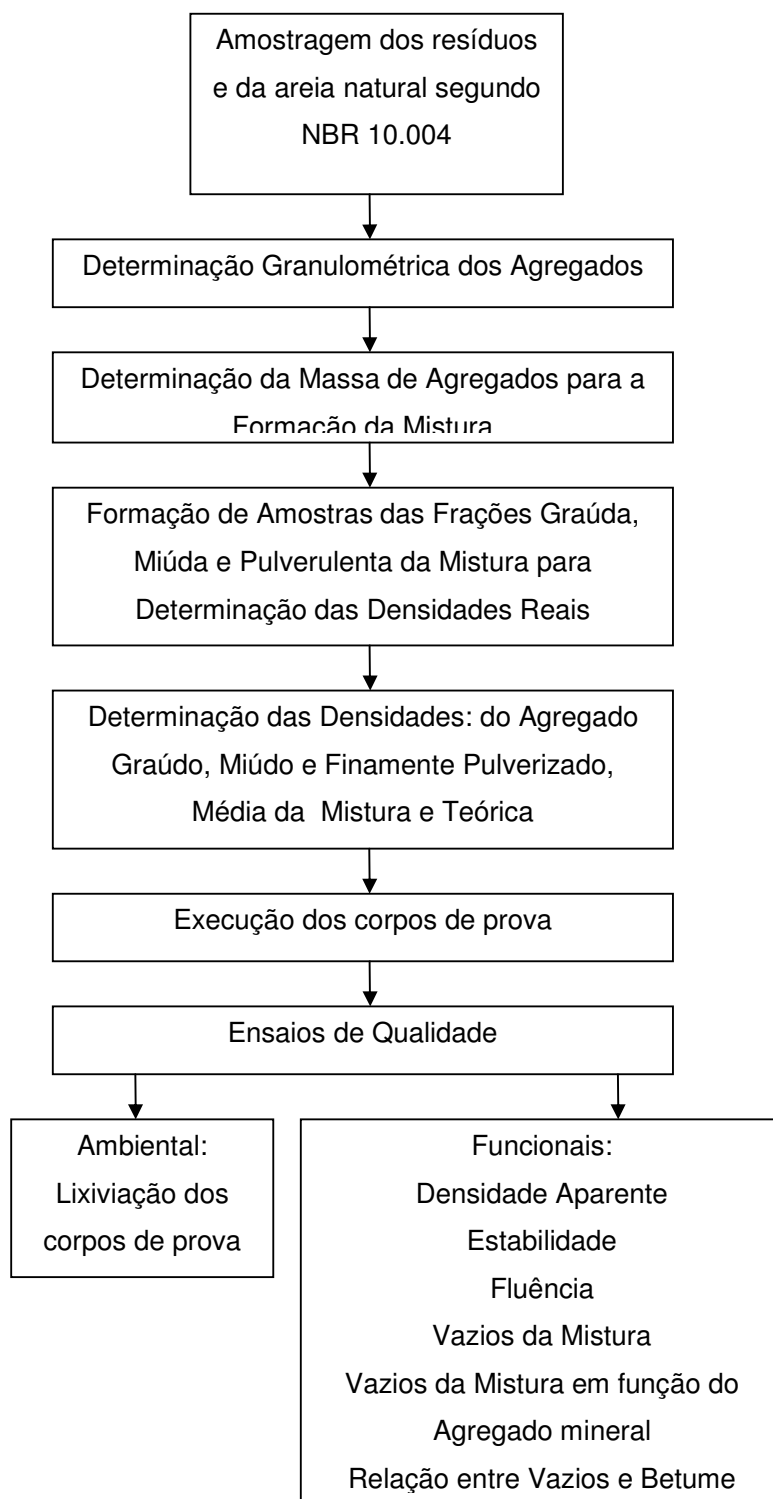 Amostragem dos resíduos
e da areia natural segundo
NBR 10.004
Determinação Granulométrica dos Agregados
Determinação da Massa de Agregados para a
Formação da Mistura
Formação de Amostras das Frações Graúda,
Miúda e Pulverulenta da Mistura para
Determinação das Densidades Reais
Determinação das Densidades: do Agregado
Graúdo, Miúdo e Finamente Pulverizado,
Média da Mistura e Teórica
Execução dos corpos de prova
Ensaios de Qualidade
Ambiental:
Lixiviação dos
corpos de prova
Funcionais:
Densidade Aparente
Estabilidade
Fluência
Vazios da Mistura
Vazios da Mistura em função do
Agregado mineral
Relação entre Vazios e Betume